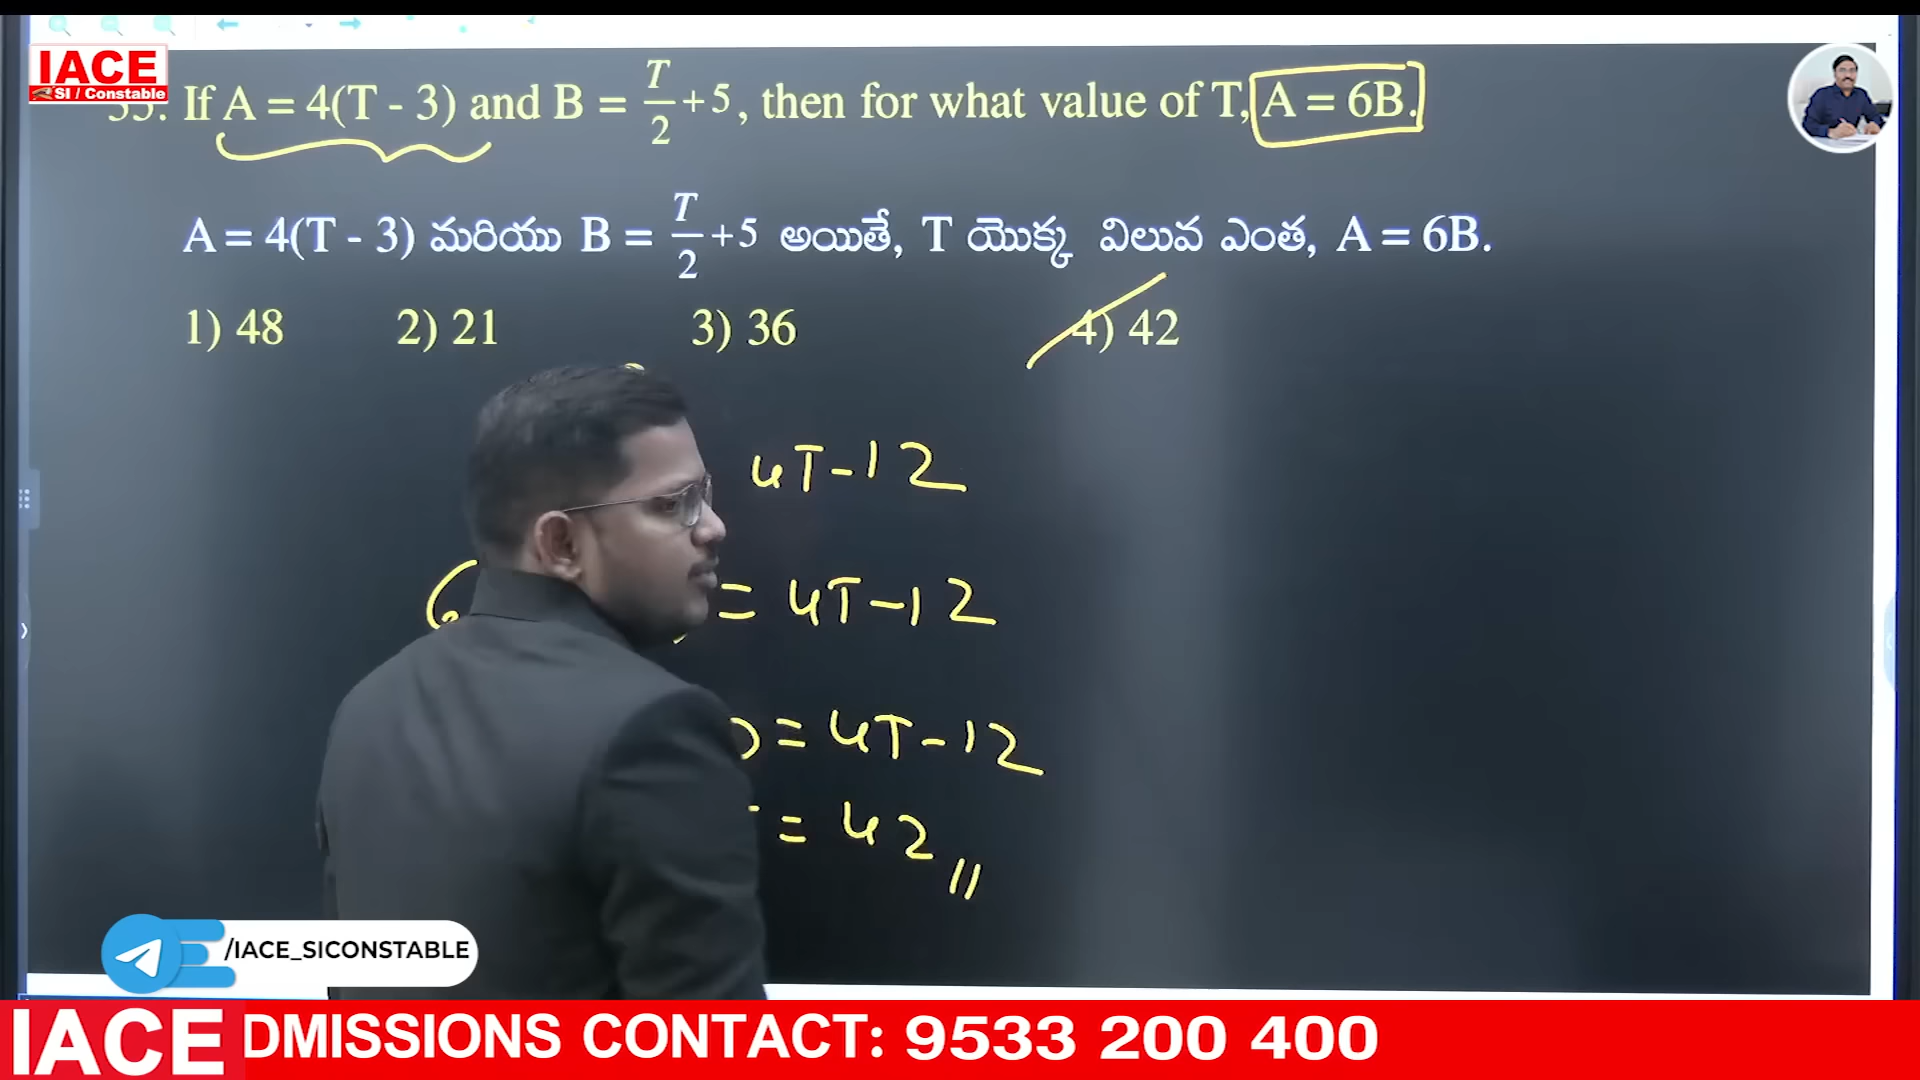 IACE
SI / Constable
35. If A = 4(T - 3) and B = T/2 + 5, then for what value of T, A = 6B.
A = 4(T - 3) మరియు B = T/2 + 5 అయితే, T యొక్క విలువ ఎంత, A = 6B.
1) 48 2) 21 3) 36 4) 42
4T-12
= 4T-12
= 4T-12
= 42
/IACE_SICONSTABLE
IACE DMISSIONS CONTACT: 9533 200 400